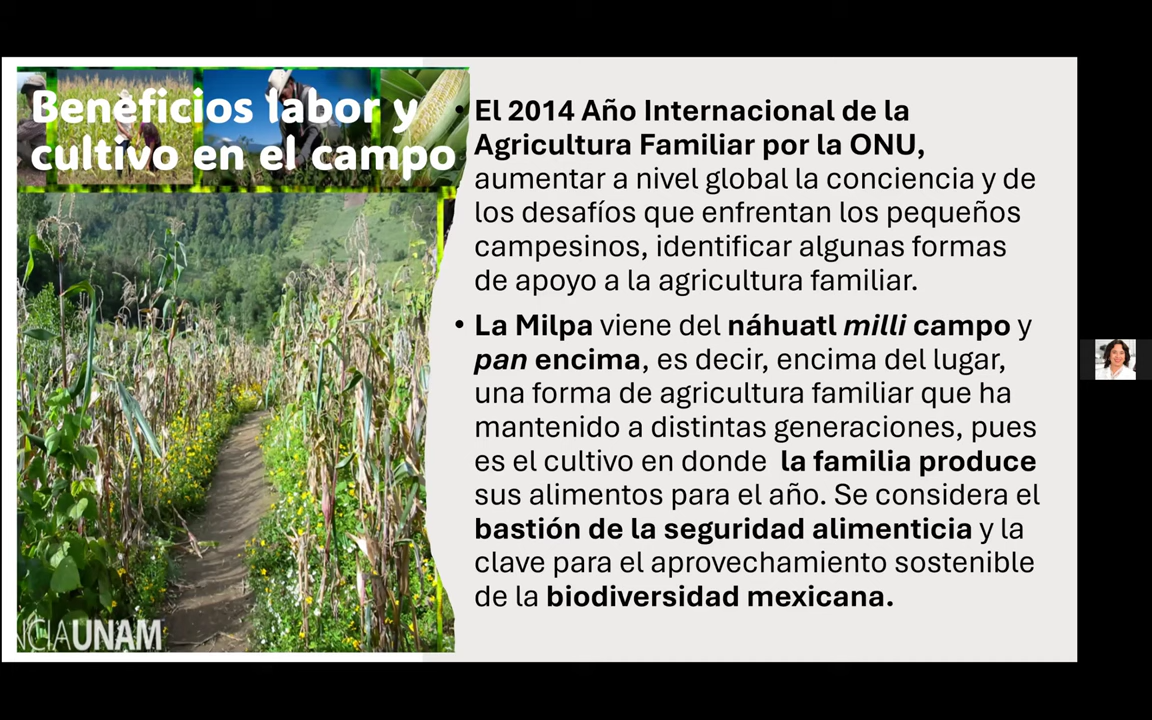 Beneficios labor y
cultivo en el campo
• El 2014 Año Internacional de la
Agricultura Familiar por la ONU,
aumentar a nivel global la conciencia y de
los desafíos que enfrentan los pequeños
campesinos, identificar algunas formas
de apoyo a la agricultura familiar.
• La Milpa viene del náhuatl milli campo y
pan encima, es decir, encima del lugar,
una forma de agricultura familiar que ha
mantenido a distintas generaciones, pues
es el cultivo en donde la familia produce
sus alimentos para el año. Se considera el
bastión de la seguridad alimenticia y la
clave para el aprovechamiento sostenible
de la biodiversidad mexicana.
NCIAUNAM